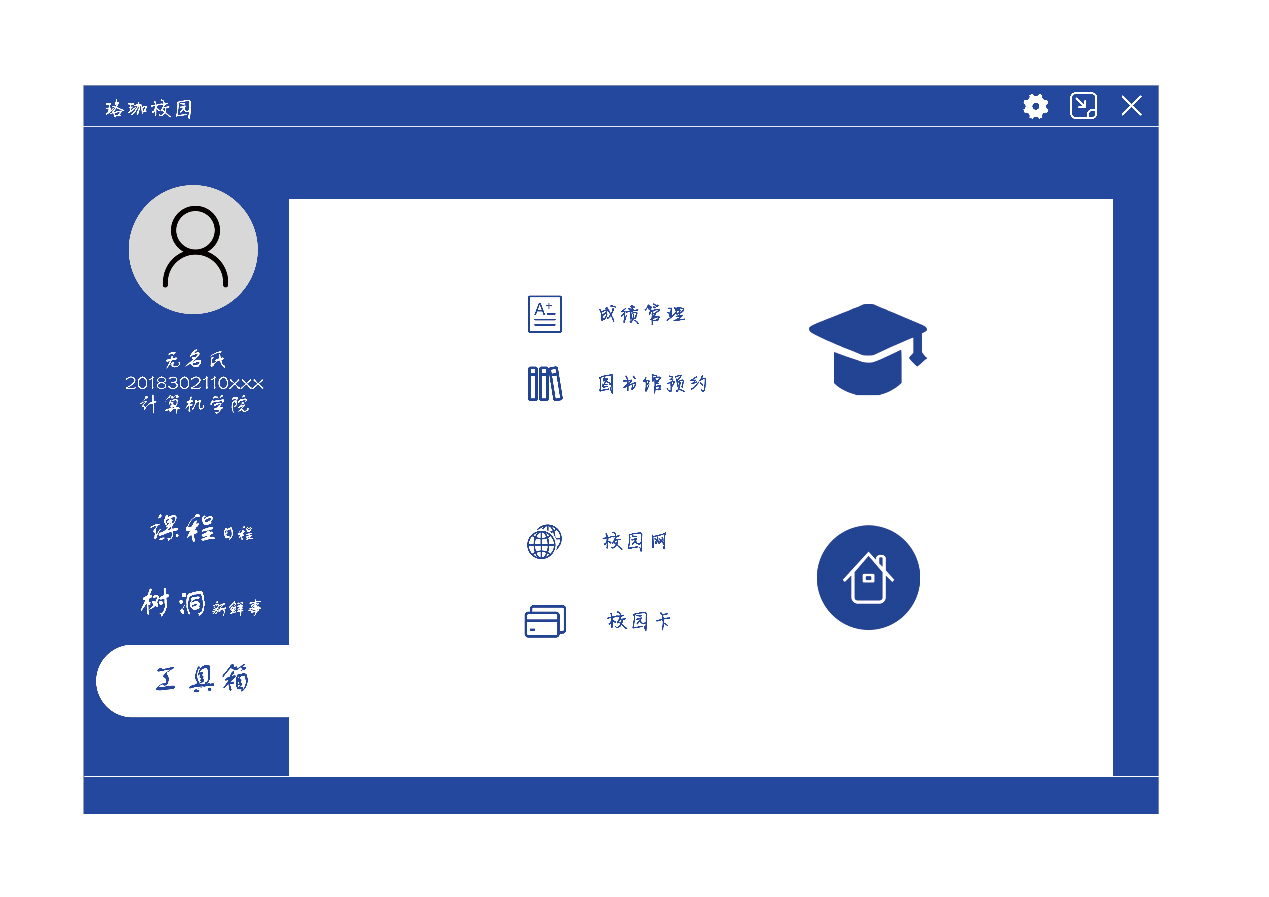 珞珈校园
无名氏
2018302110xxx
计算机学院
课程日程
树洞新鲜事
工具箱
A+
成绩管理
图书馆预约
校园网
校园卡